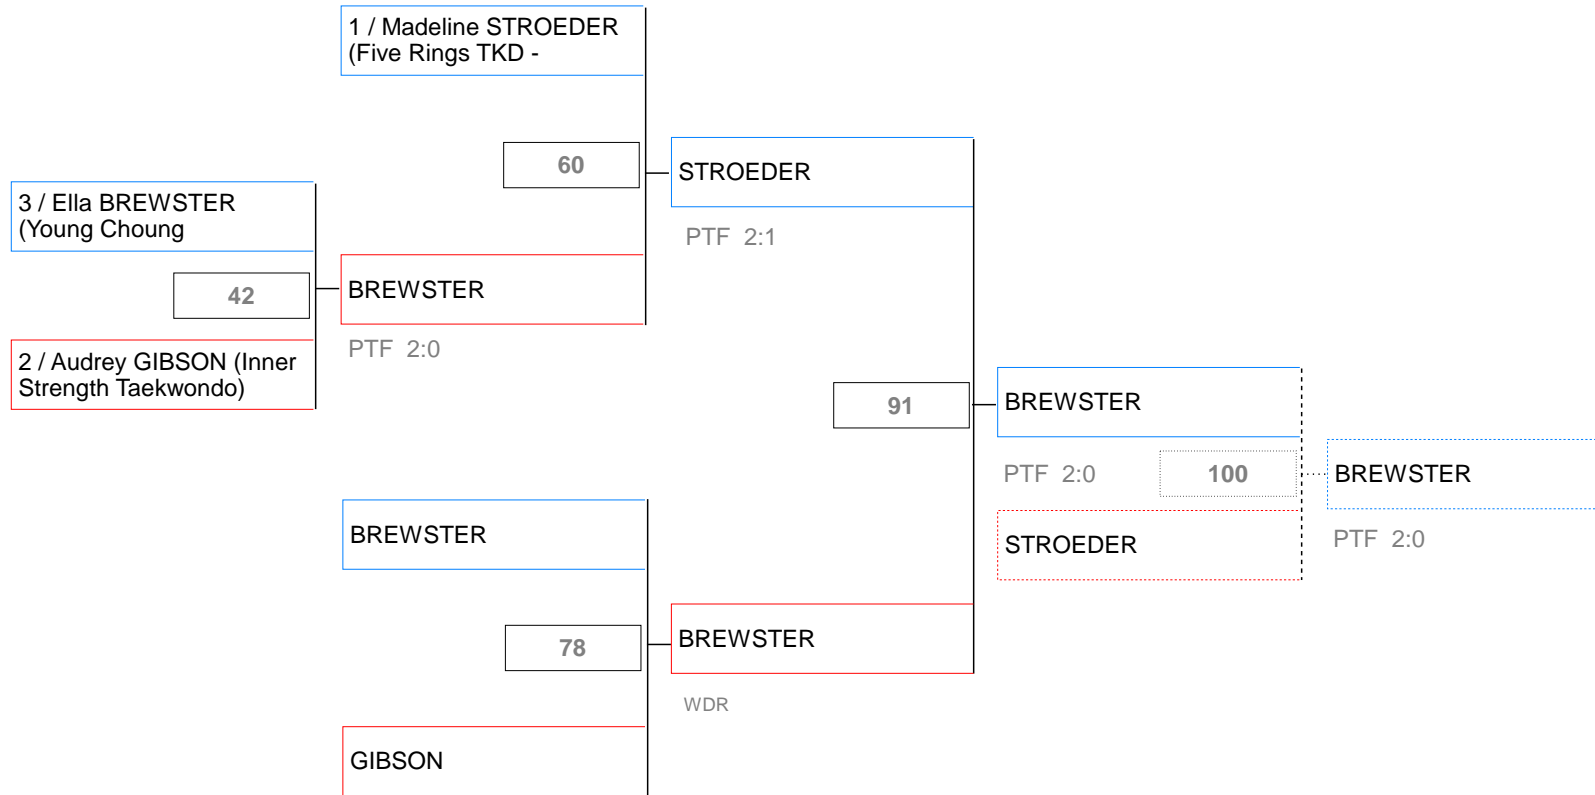 1 / Madeline STROEDER
(Five Rings TKD -
60
STROEDER
PTF 2:1
3 / Ella BREWSTER
(Young Choung
42
BREWSTER
PTF 2:0
2 / Audrey GIBSON (Inner
Strength Taekwondo)
91
BREWSTER
PTF 2:0
100
BREWSTER
PTF 2:0
STROEDER
BREWSTER
78
BREWSTER
WDR
GIBSON